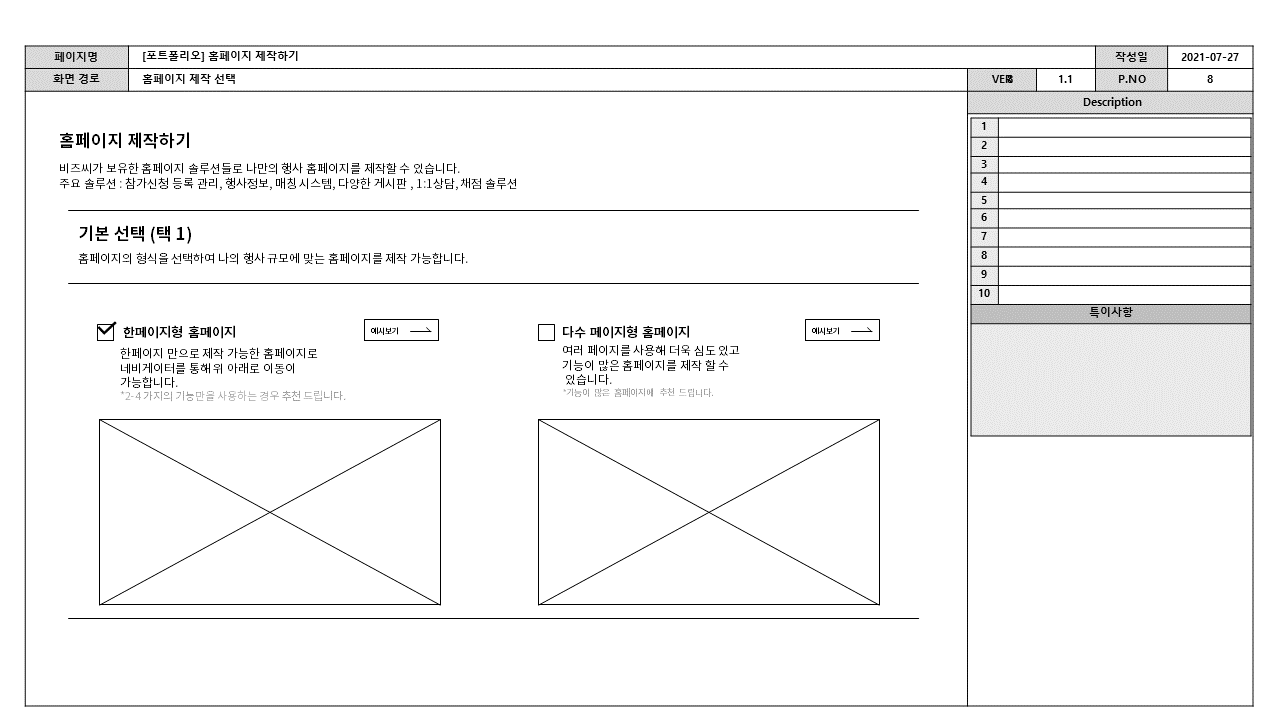 페이지명 [포트폴리오] 홈페이지 제작하기 작성일 2021-07-27
화면 경로 홈페이지 제작 선택 1.1 P.NO 8
Description
홈페이지 제작하기
비즈씨가 보유한 홈페이지 솔루션들로 나만의 행사 홈페이지를 제작할 수 있습니다.
주요 솔루션 : 참가신청 등록 관리, 행사정보, 매칭 시스템, 다양한 게시판 , 1:1상담, 채점 솔루션
기본 선택 (택 1)
홈페이지의 형식을 선택하여 나의 행사 규모에 맞는 홈페이지를 제작 가능합니다.
한페이지형 홈페이지
예시보기
한페이지 만으로 제작 가능한 홈페이지로
네비게이터를 통해 위 아래로 이동이
가능합니다.
*2-4 가지의 기능만을 사용하는 경우 추천 드립니다.
다수 페이지형 홈페이지
예시보기
여러 페이지를 사용해 더욱 심도 있고
기능이 많은 홈페이지를 제작 할 수
있습니다.
*기능이 많은 홈페이지에 추천 드립니다.
1
2
3
4
5
6
7
8
9
10
특이사항